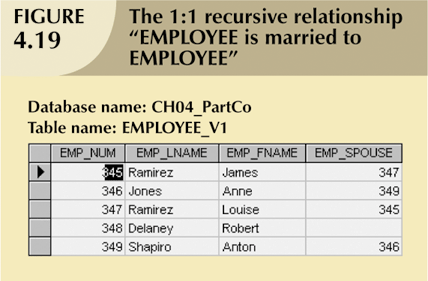 FIGURE
4.19
The 1:1 recursive relationship
“EMPLOYEE is married to
EMPLOYEE”
Database name: CH04_PartCo
Table name: EMPLOYEE_V1
EMP_NUM EMP_LNAME EMP_FNAME EMP_SPOUSE
345 Ramirez James 347
346 Jones Anne 349
347 Ramirez Louise 345
348 Delaney Robert
349 Shapiro Anton 346